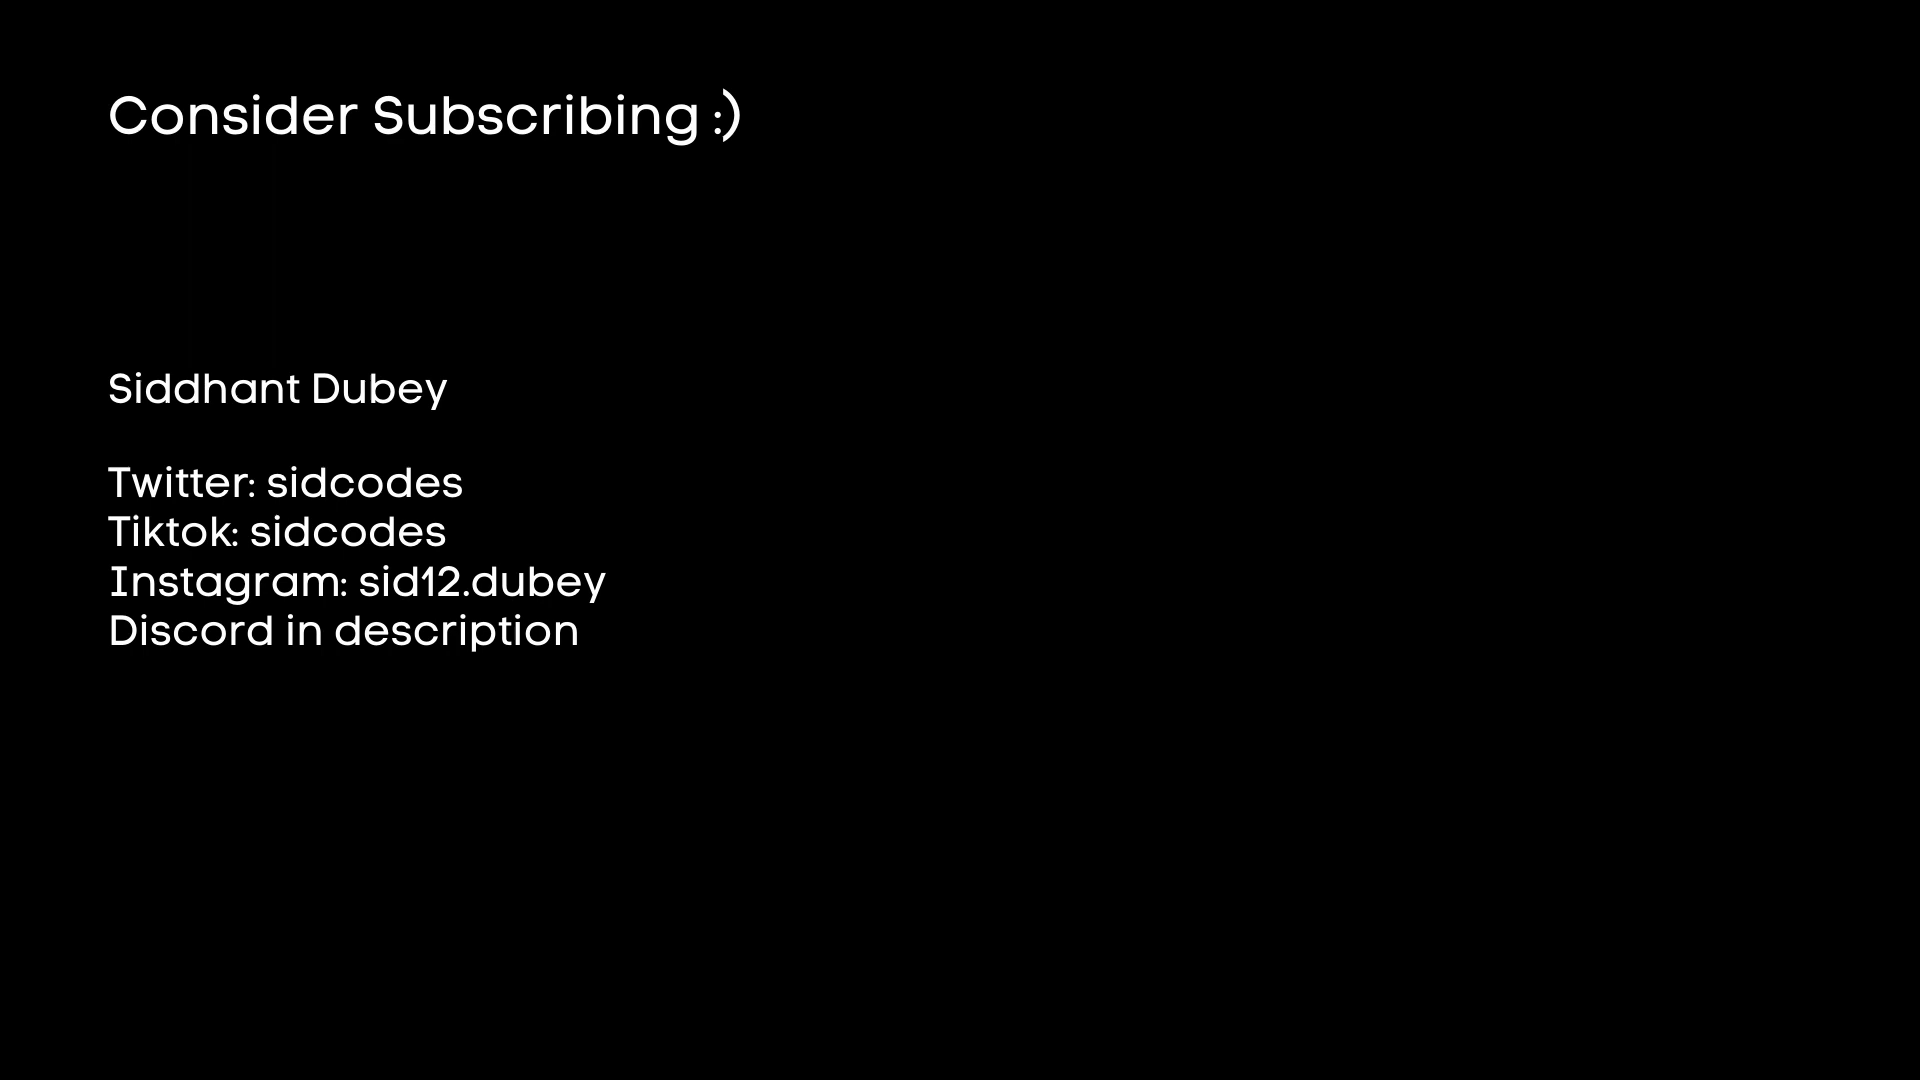 Consider Subscribing :)
Siddhant Dubey
Twitter: sidcodes
Tiktok: sidcodes
Instagram: sid12.dubey
Discord in description